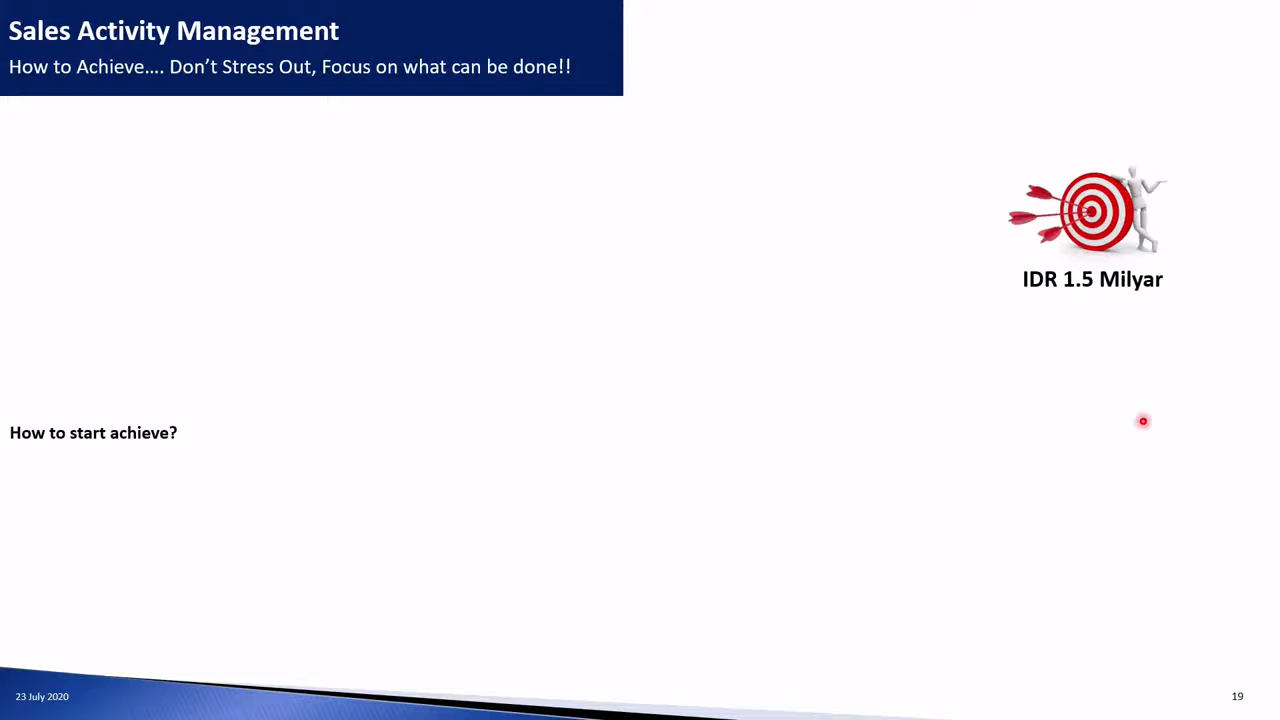 Sales Activity Management
How to Achieve…. Don’t Stress Out, Focus on what can be done!!
IDR 1.5 Milyar
How to start achieve?
23 July 2020
19